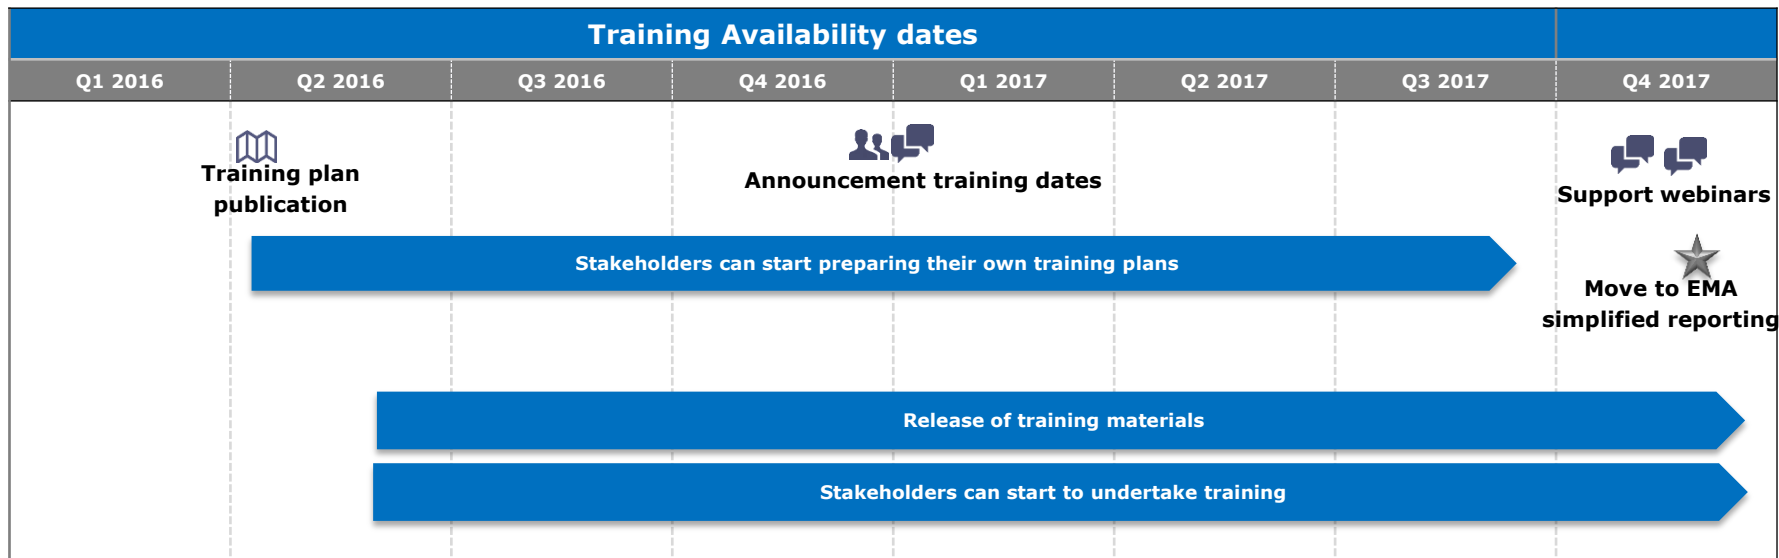 Training Availability dates
Q1 2016 Q2 2016 Q3 2016 Q4 2016 Q1 2017 Q2 2017 Q3 2017 Q4 2017
Training plan
publication
Announcement training dates
Support webinars
Stakeholders can start preparing their own training plans
Move to EMA
simplified reporting
Release of training materials
Stakeholders can start to undertake training